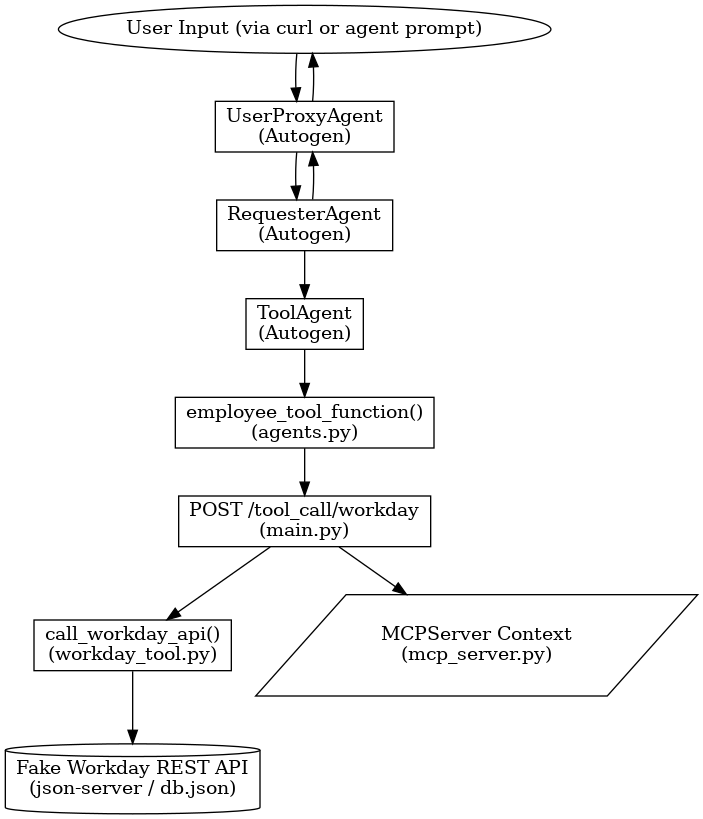 User Input (via curl or agent prompt)
UserProxyAgent
(Autogen)
RequesterAgent
(Autogen)
ToolAgent
(Autogen)
employee_tool_function()
(agents.py)
POST /tool_call/workday
(main.py)
call_workday_api()
(workday_tool.py)
MCPServer Context
(mcp_server.py)
Fake Workday REST API
(json-server / db.json)